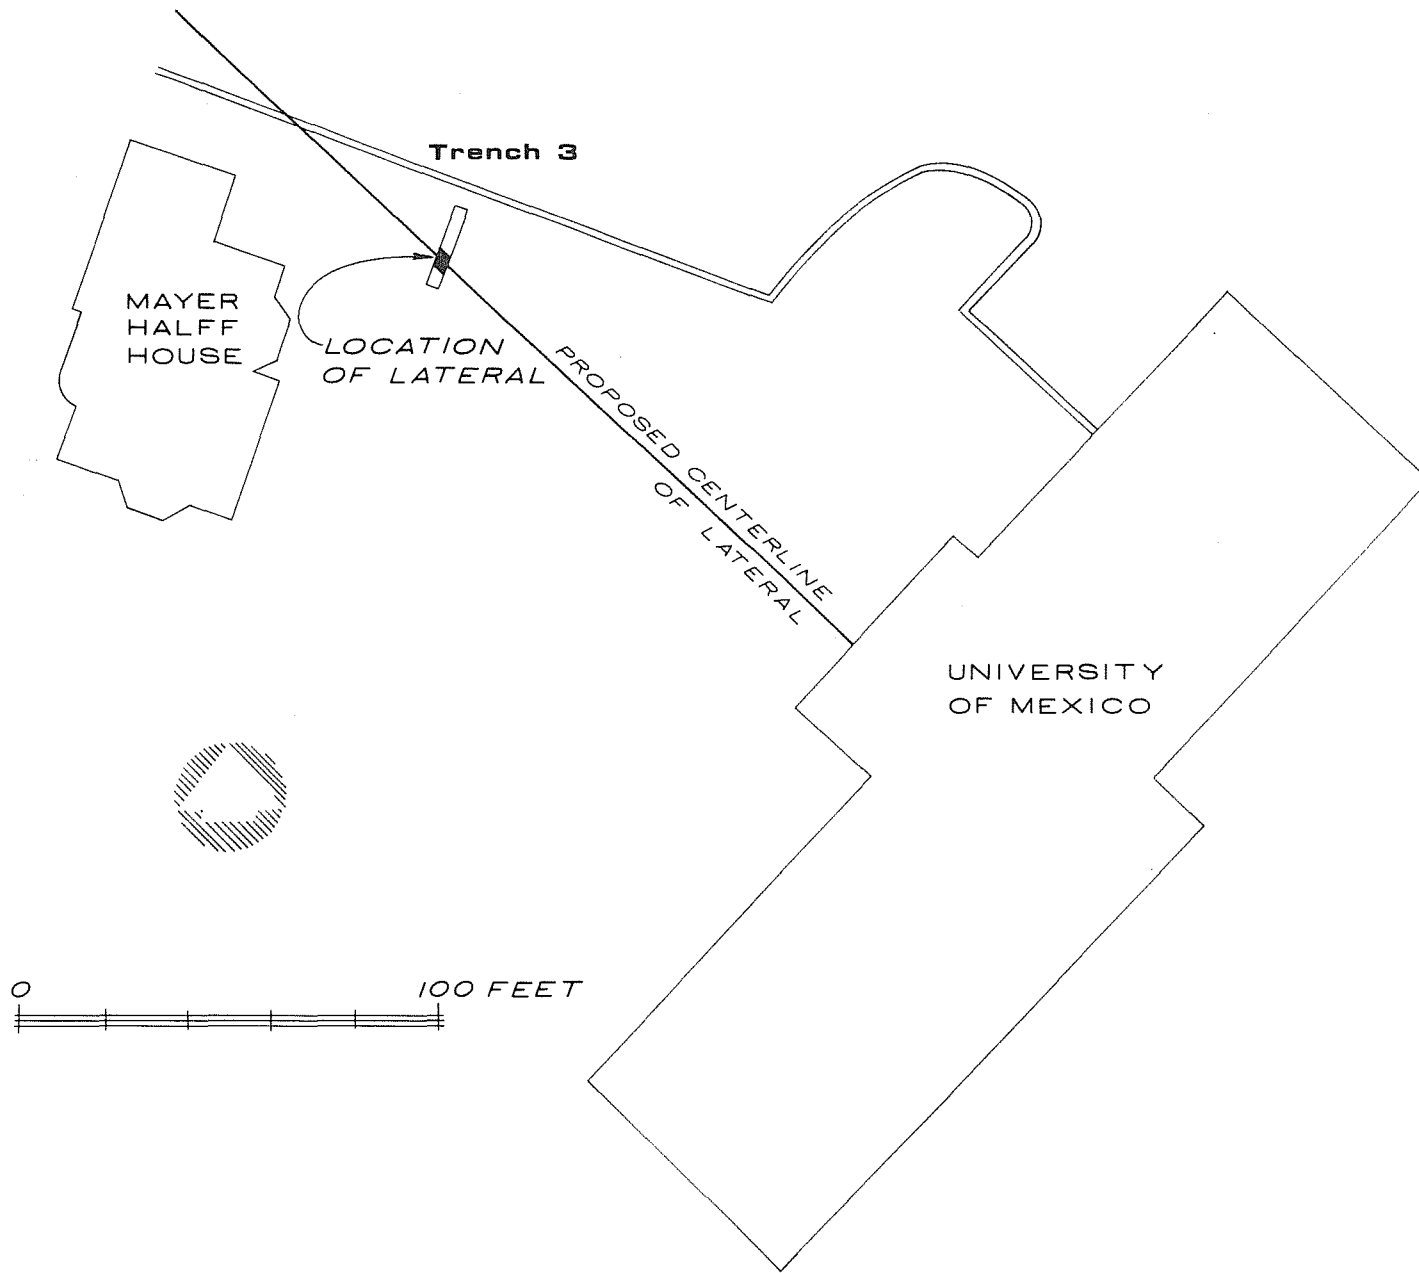 Trench 3
MAYER
HALFF
HOUSE
LOCATION
OF LATERAL
PROPOSED CENTERLINE
OF LATERAL
UNIVERSITY
OF MEXICO
0 100 FEET